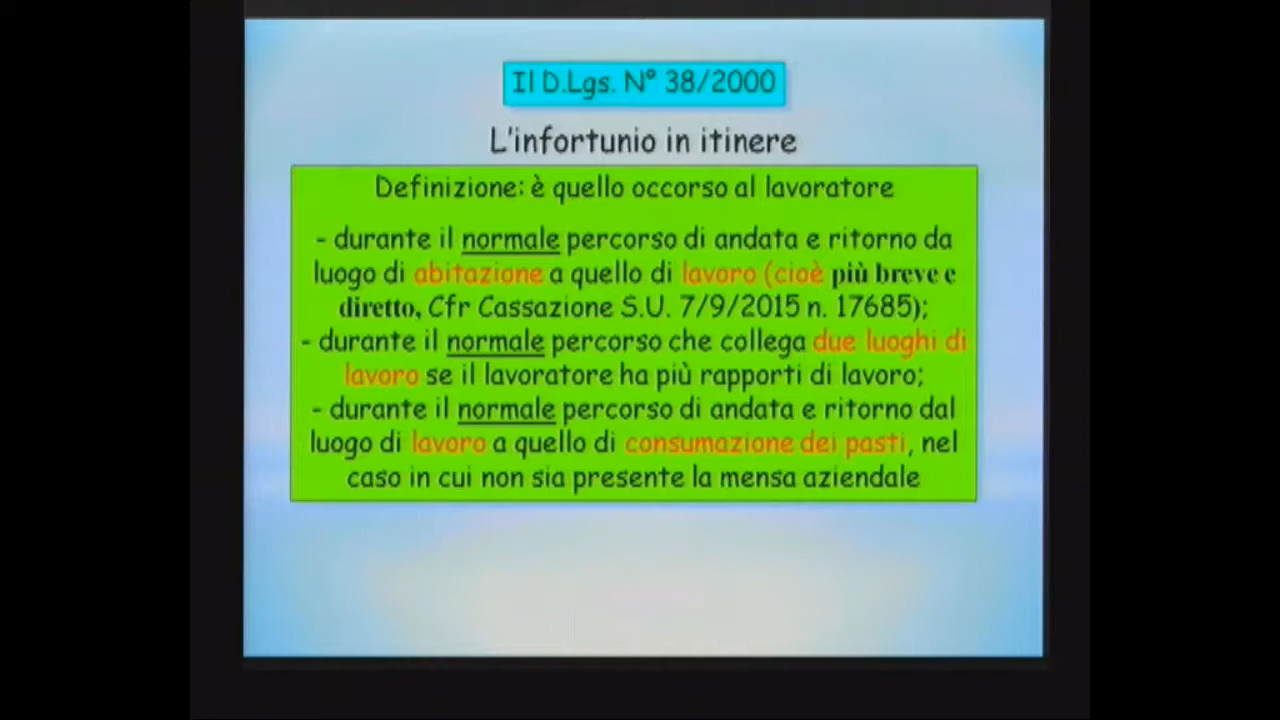 Il D.Lgs. N° 38/2000
L'infortunio in itinere
Definizione: è quello occorso al lavoratore
- durante il normale percorso di andata e ritorno da
luogo di abitazione a quello di lavoro (cioè più breve e
diretto, Cfr Cassazione S.U. 7/9/2015 n. 17685);
- durante il normale percorso che collega due luoghi di
lavoro se il lavoratore ha più rapporti di lavoro;
- durante il normale percorso di andata e ritorno dal
luogo di lavoro a quello di consumazione dei pasti, nel
caso in cui non sia presente la mensa aziendale